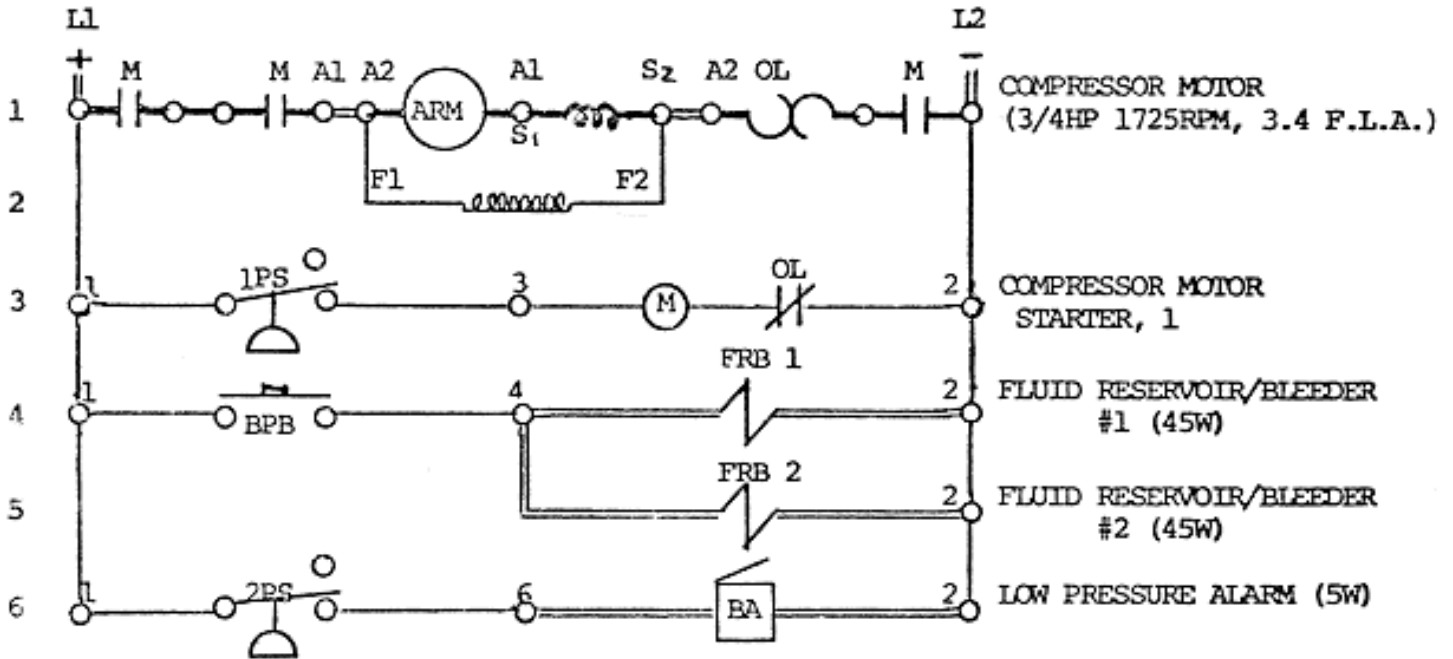 L1 L2
+ −
M M A1 A2 A1 S2 A2 OL M
1 ARM S1 COMPRESSOR MOTOR
(3/4HP 1725RPM, 3.4 F.L.A.)
2 F1 F2
3 1 1PS 3 M OL 2 COMPRESSOR MOTOR
STARTER, 1
FRB 1
4 1 BPB 4 2 FLUID RESERVOIR/BLEEDER
#1 (45W)
FRB 2
5 2 FLUID RESERVOIR/BLEEDER
#2 (45W)
6 1 2PS 6 BA 2 LOW PRESSURE ALARM (5W)